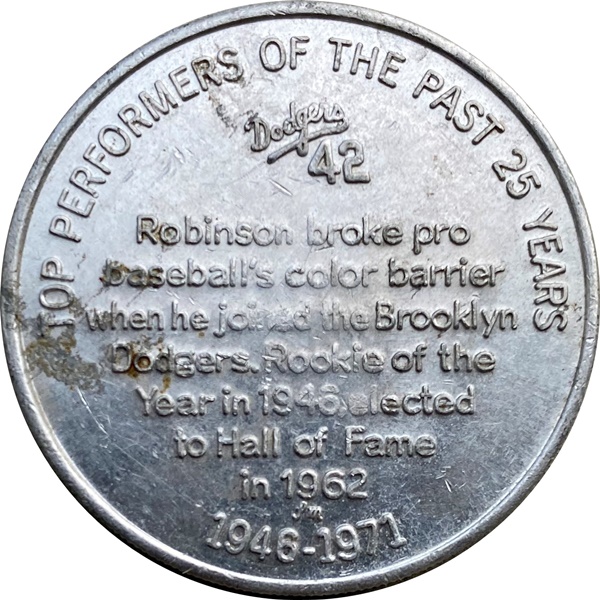 TOP PERFORMERS OF THE PAST 25 YEARS
Dodgers
42
Robinson broke pro
baseball's color barrier
when he joined the Brooklyn
Dodgers. Rookie of the
Year in 1946, elected
to Hall of Fame
in 1962
1946-1971